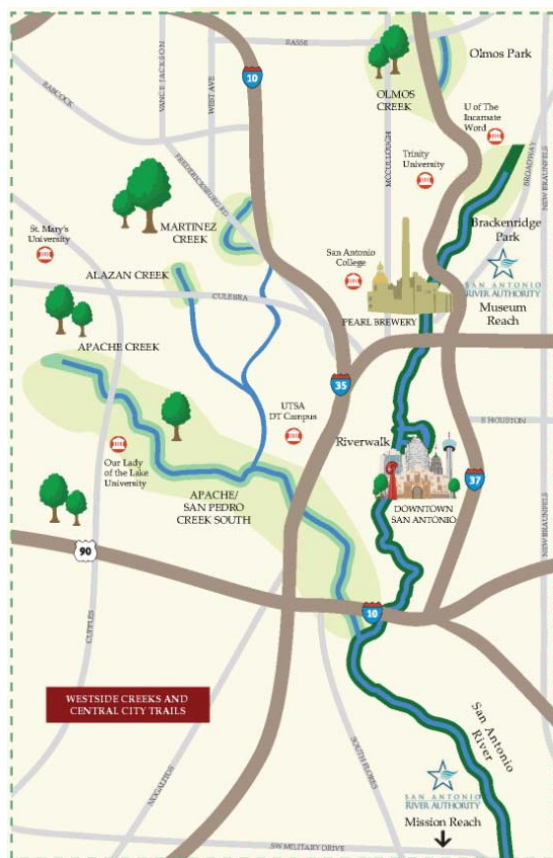 BASSE
Olmos Park
10
VANCE JACKSON
WEST AVE
BABCOCK
OLMOS
CREEK
U of The
Incarnate
Word
FREDERICKSBURG RD
MCCULLOUGH
Trinity
University
BROADWAY
NEW BRAUNFELS
St. Mary's
University
MARTINEZ
CREEK
Brackenridge
Park
San Antonio
College
ALAZAN CREEK
SAN ANTONIO
RIVER AUTHORITY
Museum
Reach
CULEBRA
PEARL BREWERY
APACHE CREEK
35
UTSA
DT Campus
E HOUSTON
Riverwalk
Our Lady
of the Lake
University
37
APACHE/
SAN PEDRO
CREEK SOUTH
DOWNTOWN
SAN ANTONIO
90
NEW BRAUNFELS
10
CUPPLES
WESTSIDE CREEKS AND
CENTRAL CITY TRAILS
San Antonio
River
NOGALITOS
SOUTH FLORES
SAN ANTONIO
RIVER AUTHORITY
Mission Reach
SW MILITARY DRIVE